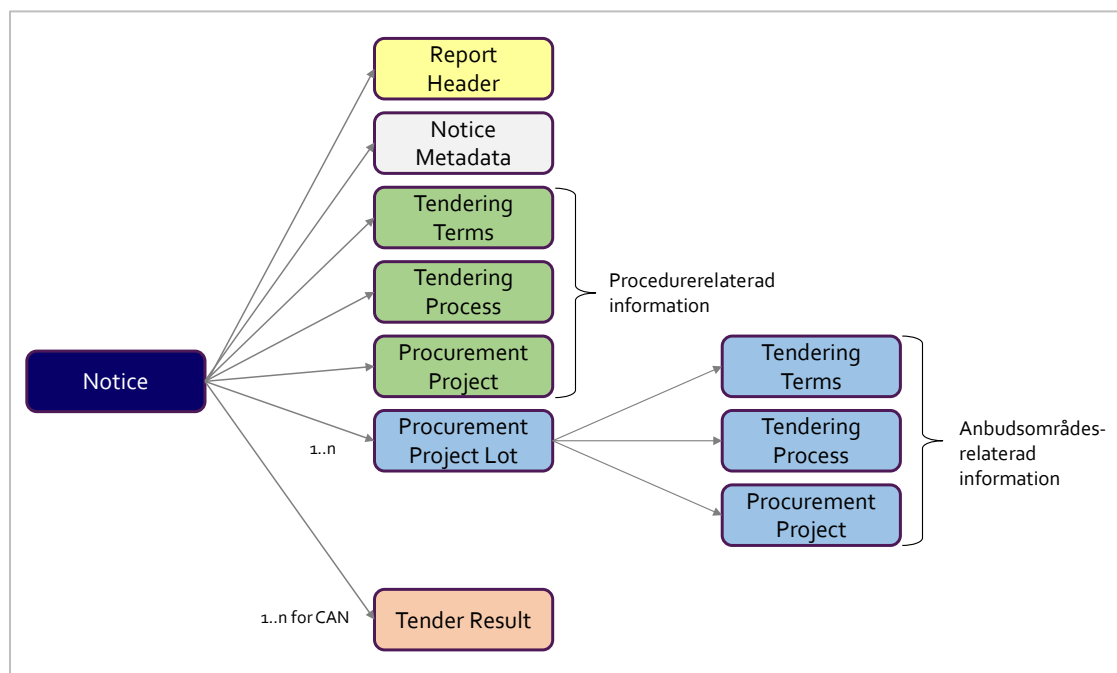 Report
Header
Notice
Metadata
Tendering
Terms
Tendering
Process
Procedurerelaterad
information
Procurement
Project
Notice
1..n
Procurement
Project Lot
Tendering
Terms
Tendering
Process
Procurement
Project
Anbudsområdes-
relaterad
information
1..n for CAN
Tender Result